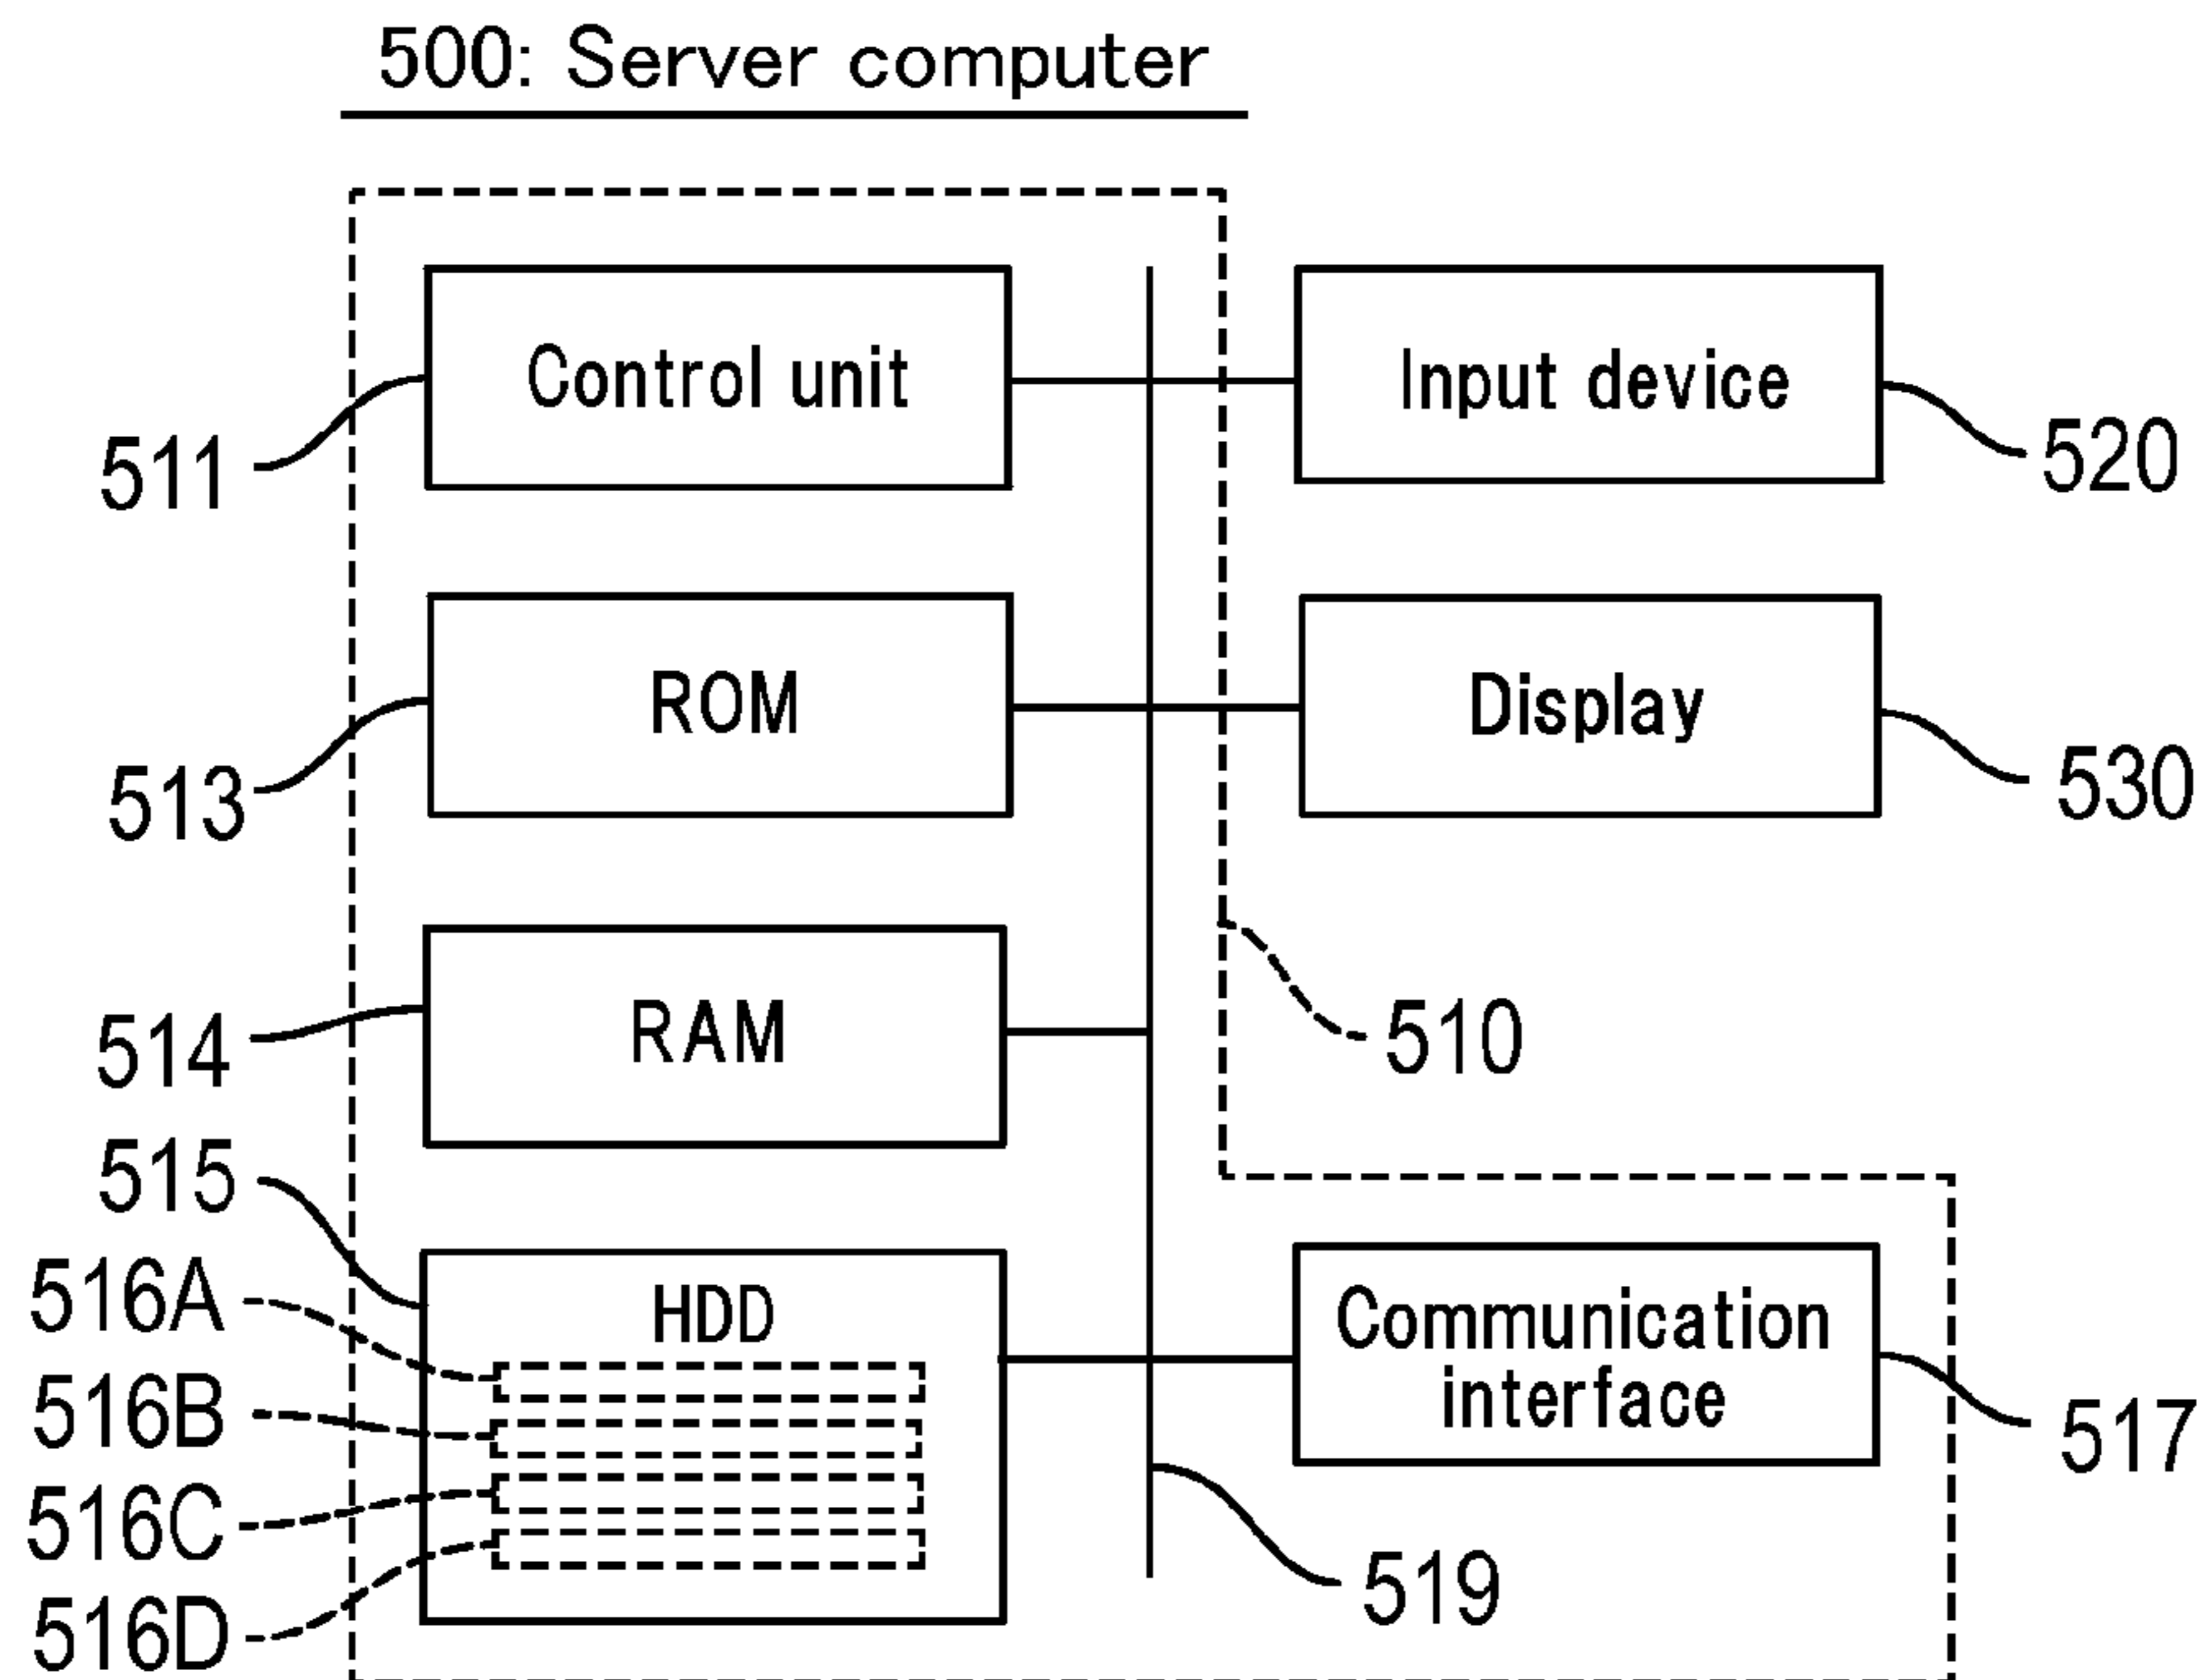 500: Server computer
Control unit
Input device
511
520
ROM
Display
513
530
RAM
514
510
515
HDD
516A
Communication
interface
516B
517
516C
519
516D